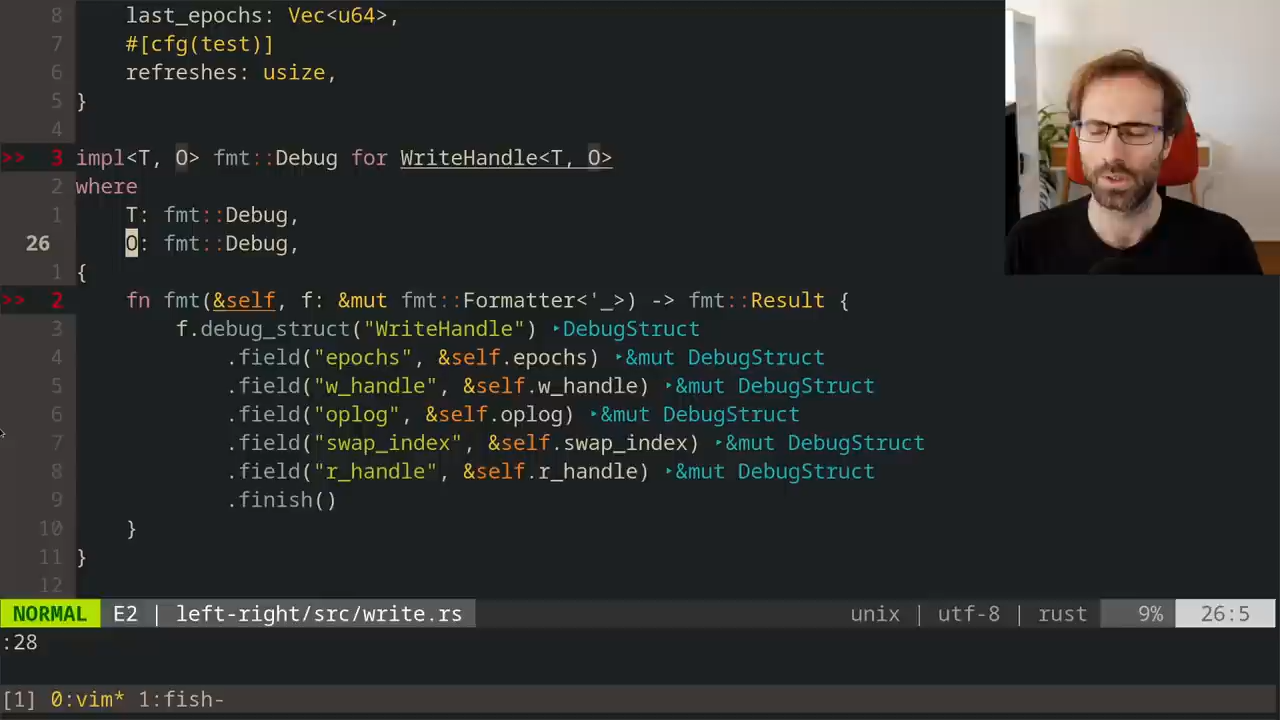 8 last_epochs: Vec<u64>,
7 #[cfg(test)]
6 refreshes: usize,
5 }
4
>> 3 impl<T, O> fmt::Debug for WriteHandle<T, O>
2 where
1 T: fmt::Debug,
26 O: fmt::Debug,
1 {
>> 2 fn fmt(&self, f: &mut fmt::Formatter<'_>) -> fmt::Result {
3 f.debug_struct("WriteHandle") ‣DebugStruct
4 .field("epochs", &self.epochs) ‣&mut DebugStruct
5 .field("w_handle", &self.w_handle) ‣&mut DebugStruct
6 .field("oplog", &self.oplog) ‣&mut DebugStruct
7 .field("swap_index", &self.swap_index) ‣&mut DebugStruct
8 .field("r_handle", &self.r_handle) ‣&mut DebugStruct
9 .finish()
10 }
11 }
12
NORMAL E2 | left-right/src/write.rs unix | utf-8 | rust 9% 26:5
:28
[1] 0:vim* 1:fish-